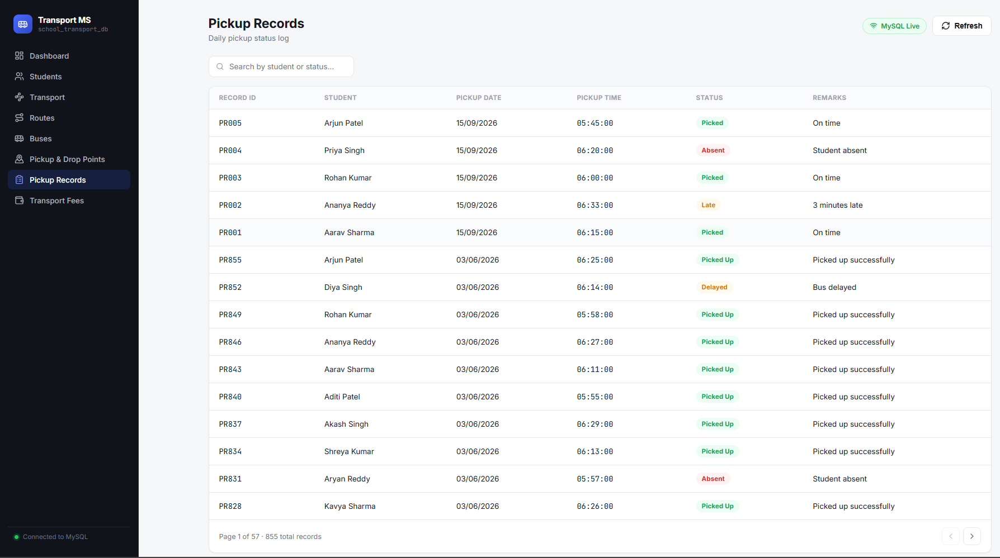 Transport MS
school_transport_db
Dashboard
Students
Transport
Routes
Buses
Pickup & Drop Points
Pickup Records
Transport Fees
Connected to MySQL
Pickup Records
Daily pickup status log
MySQL Live
Refresh
Search by student or status...
RECORD ID STUDENT PICKUP DATE PICKUP TIME STATUS REMARKS
PR005 Arjun Patel 15/09/2026 05:45:00 Picked On time
PR004 Priya Singh 15/09/2026 06:20:00 Absent Student absent
PR003 Rohan Kumar 15/09/2026 06:00:00 Picked On time
PR002 Ananya Reddy 15/09/2026 06:33:00 Late 3 minutes late
PR001 Aarav Sharma 15/09/2026 06:15:00 Picked On time
PR855 Arjun Patel 03/06/2026 06:25:00 Picked Up Picked up successfully
PR852 Diya Singh 03/06/2026 06:14:00 Delayed Bus delayed
PR849 Rohan Kumar 03/06/2026 05:58:00 Picked Up Picked up successfully
PR846 Ananya Reddy 03/06/2026 06:27:00 Picked Up Picked up successfully
PR843 Aarav Sharma 03/06/2026 06:11:00 Picked Up Picked up successfully
PR840 Aditi Patel 03/06/2026 05:55:00 Picked Up Picked up successfully
PR837 Akash Singh 03/06/2026 06:29:00 Picked Up Picked up successfully
PR834 Shreya Kumar 03/06/2026 06:13:00 Picked Up Picked up successfully
PR831 Aryan Reddy 03/06/2026 05:57:00 Absent Student absent
PR828 Kavya Sharma 03/06/2026 06:26:00 Picked Up Picked up successfully
Page 1 of 57 · 855 total records